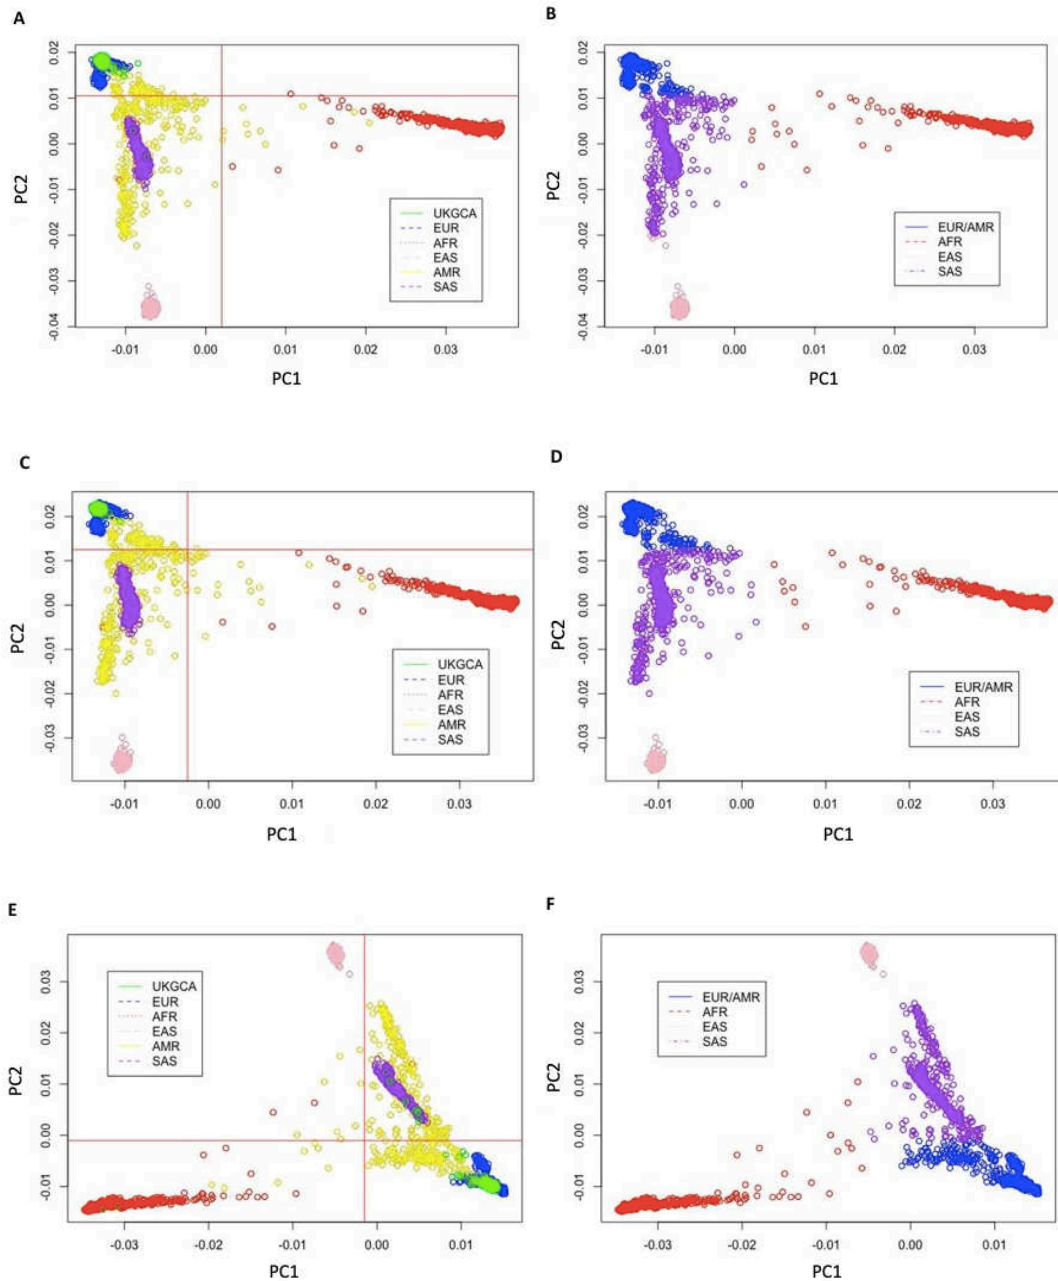 A
B
0.02
0.01
0.00
-0.01
-0.02
-0.03
-0.04
PC2
UKGCA
EUR
AFR
EAS
AMR
SAS
-0.01 0.00 0.01 0.02 0.03
PC1
0.02
0.01
0.00
-0.01
-0.02
-0.03
-0.04
PC2
EUR/AMR
AFR
EAS
SAS
-0.01 0.00 0.01 0.02 0.03
PC1
C
D
0.02
0.01
0.00
-0.01
-0.02
-0.03
PC2
UKGCA
EUR
AFR
EAS
AMR
SAS
-0.01 0.00 0.01 0.02 0.03
PC1
0.02
0.01
0.00
-0.01
-0.02
-0.03
PC2
EUR/AMR
AFR
EAS
SAS
-0.01 0.00 0.01 0.02 0.03
PC1
E
F
0.03
0.02
0.01
0.00
-0.01
PC2
UKGCA
EUR
AFR
EAS
AMR
SAS
-0.03 -0.02 -0.01 0.00 0.01
PC1
0.03
0.02
0.01
0.00
-0.01
PC2
EUR/AMR
AFR
EAS
SAS
-0.03 -0.02 -0.01 0.00 0.01
PC1